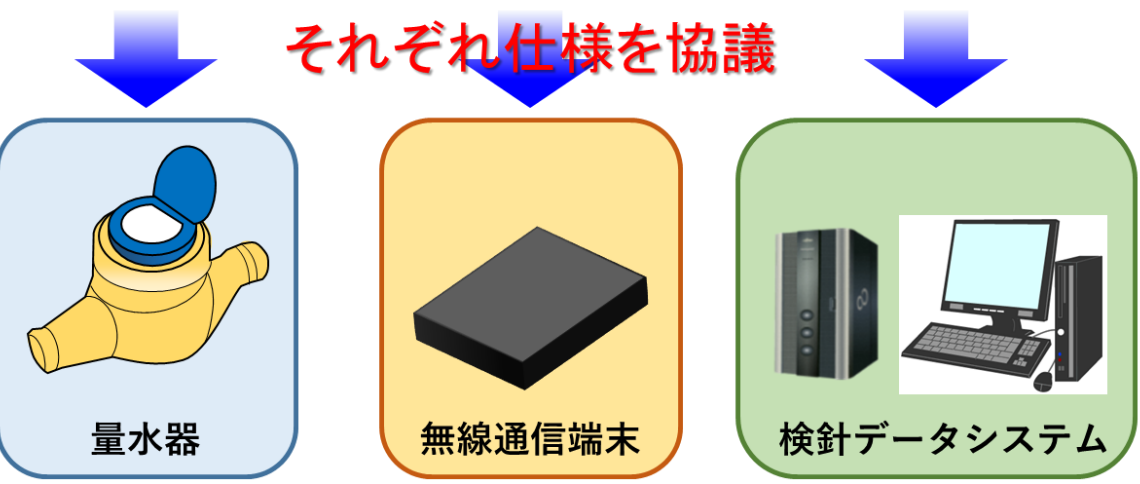 それぞれ仕様を協議
量水器
無線通信端末
検針データシステム